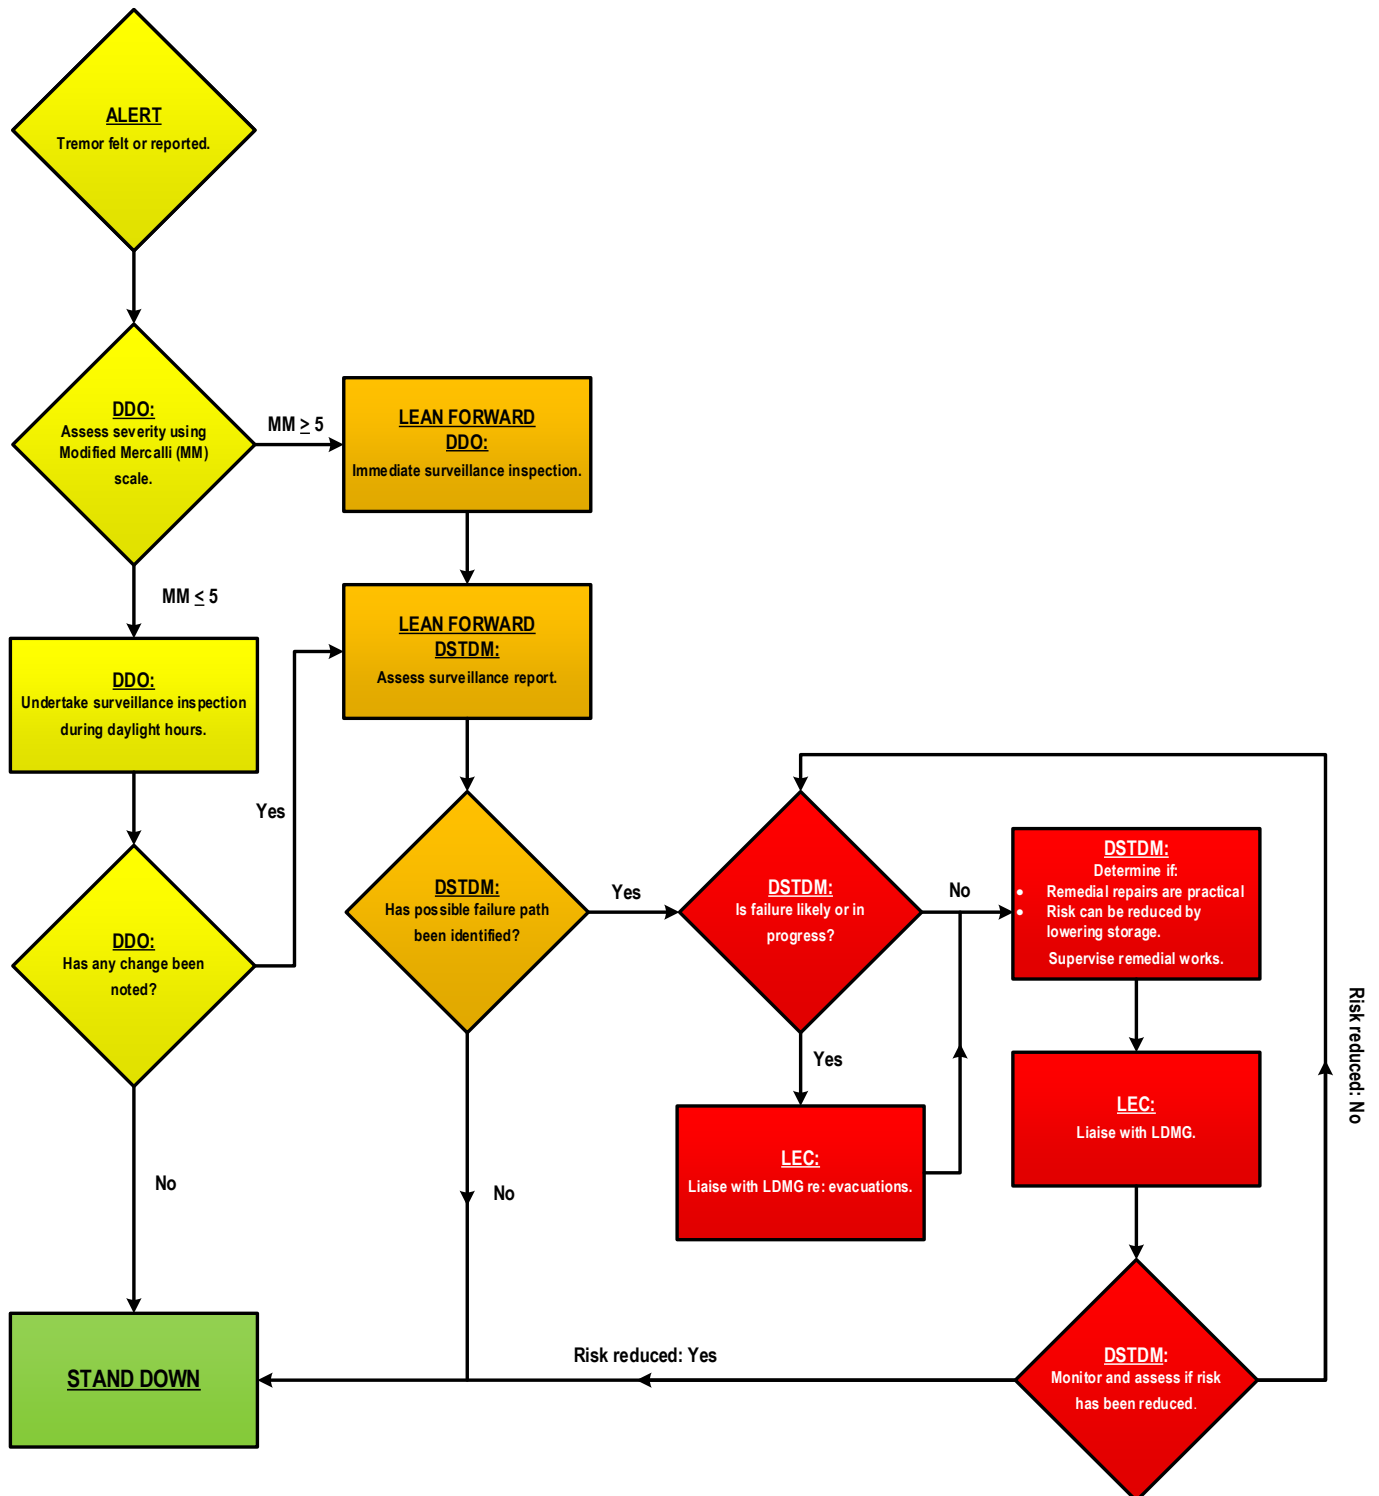 ALERT
Tremor felt or reported.
DDO:
Assess severity using
Modified Mercalli (MM)
scale.
MM ≥ 5
LEAN FORWARD
DDO:
Immediate surveillance inspection.
MM ≤ 5
LEAN FORWARD
DSTDM:
Assess surveillance report.
DDO:
Undertake surveillance inspection
during daylight hours.
Yes
DDO:
Has any change been
noted?
No
DSTDM:
Has possible failure path
been identified?
Yes
No
DSTDM:
Is failure likely or in
progress?
No
Yes
DSTDM:
Determine if:
• Remedial repairs are practical
• Risk can be reduced by
lowering storage.
Supervise remedial works.
LEC:
Liaise with LDMG re: evacuations.
LEC:
Liaise with LDMG.
Risk reduced: No
DSTDM:
Monitor and assess if risk
has been reduced.
Risk reduced: Yes
STAND DOWN